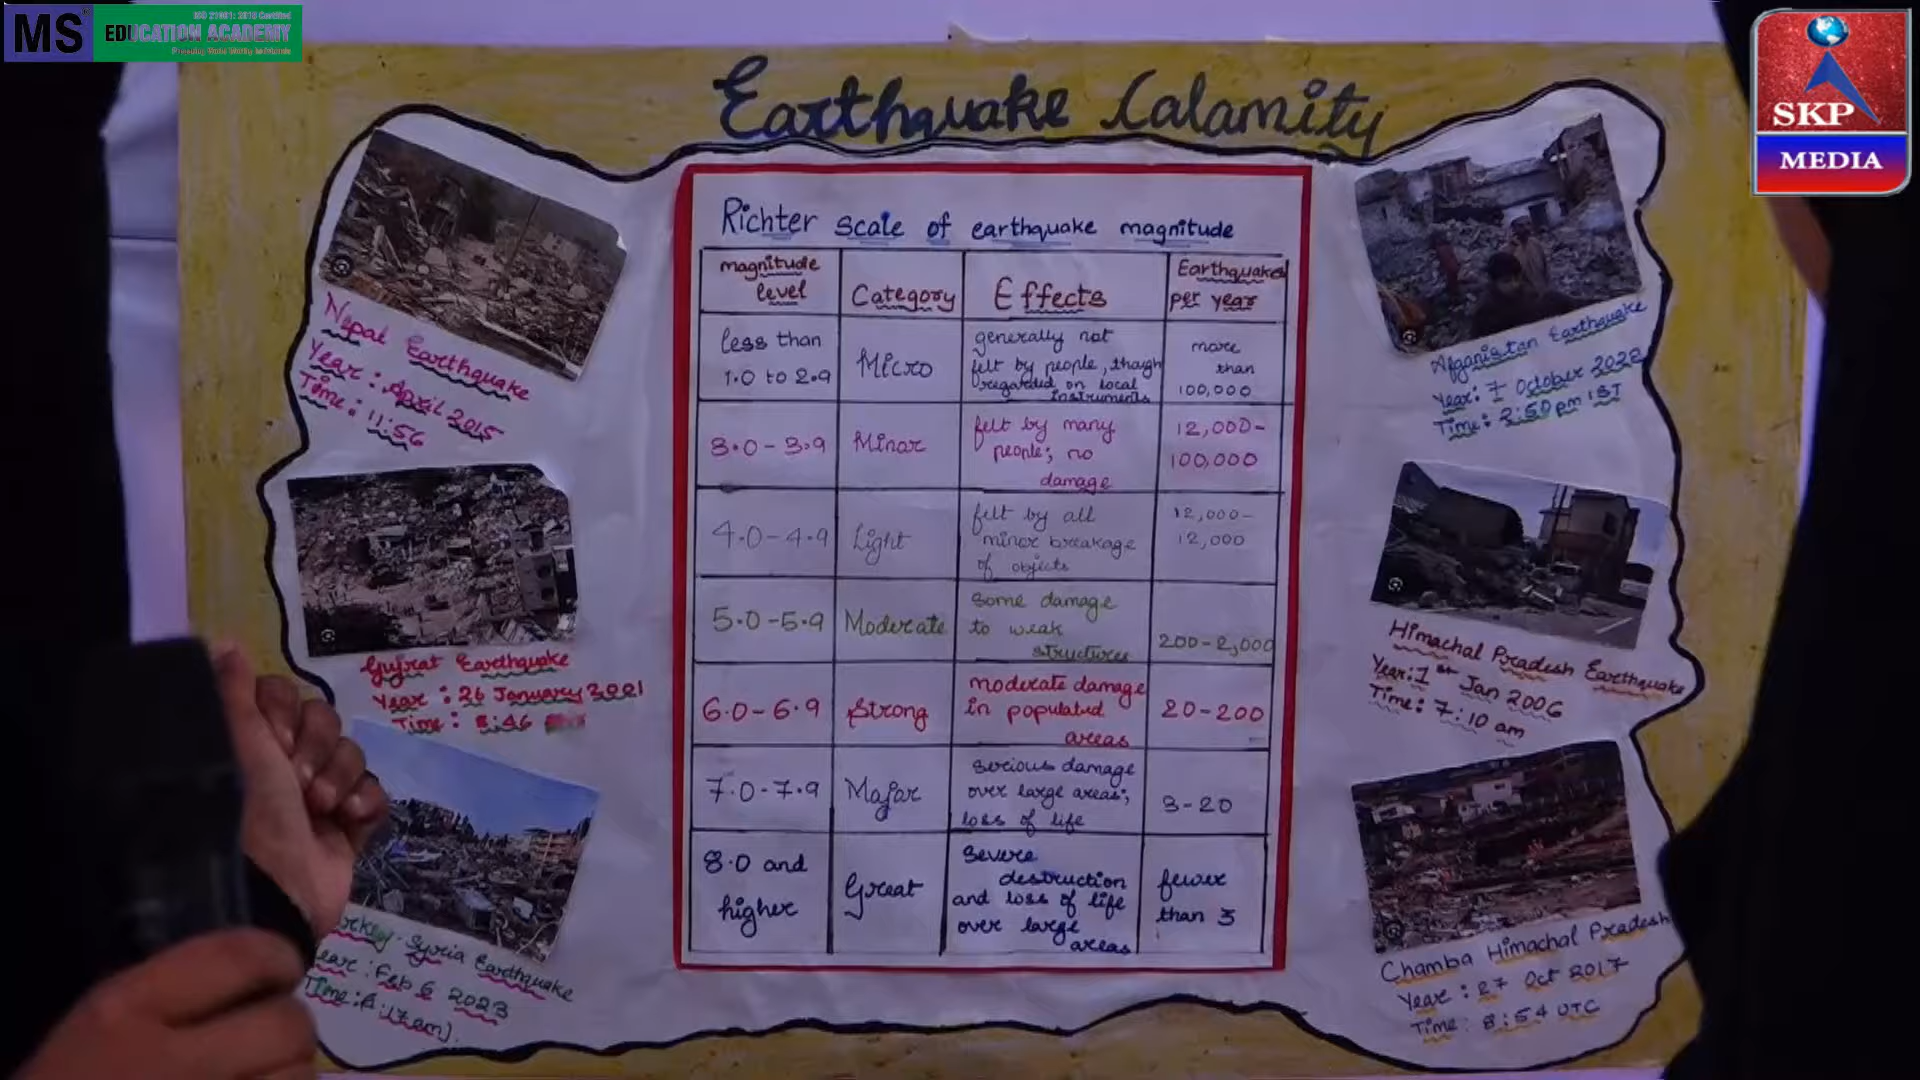 MS
ISO 21001: 2018 Certified
EDUCATION ACADEMY
SKP
MEDIA
Earthquake Calamity
Nepal Earthquake
Year : April 2015
Time : 11:56
Gujrat Earthquake
Year : 26 January 2021
Time : 8:46
Syria Earthquake
Feb 6 2023
Richter scale of earthquake magnitude
magnitude level
Category
Effects
Earthquakes per year
less than
1.0 to 2.9
Micro
generally not
felt by people, though
regarded on local
instruments
more
than
100,000
3.0 - 3.9
Minor
felt by many
people; no
damage
12,000-
100,000
4.0 - 4.9
Light
felt by all
minor breakage
of objects
12,000-
12,000
5.0 - 5.9
Moderate
some damage
to weak
structures
200 - 2,000
6.0 - 6.9
Strong
moderate damage
in populated
areas
20 - 200
7.0 - 7.9
Major
serious damage
over large areas;
loss of life
3 - 20
8.0 and
higher
Great
severe
destruction
and loss of life
over large
areas
fewer
than 3
Afganistan Earthquake
Year: 7 October
Time: 2:50 pm IST
Himachal Pradesh Earthquake
Year: 1st Jan 2006
Time: 7:10 am
Chamba Himachal Pradesh
Year : 27 Oct 2017
Time : 8:54 UTC